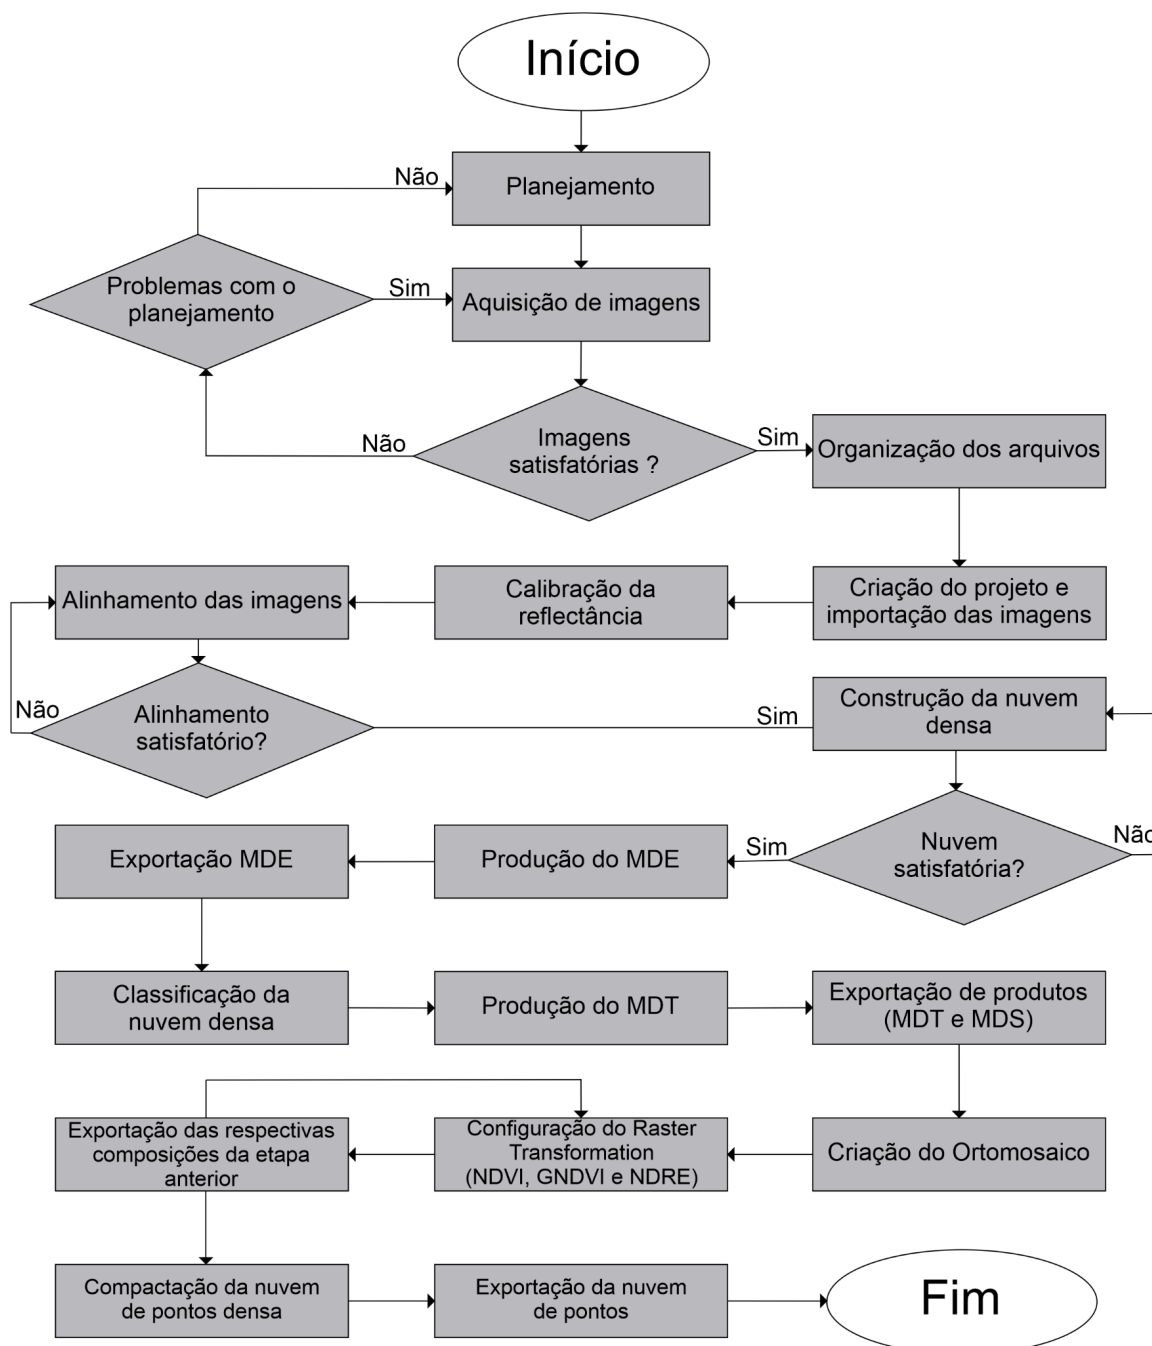 Início
Não
Planejamento
Problemas com o
planejamento
Sim
Aquisição de imagens
Não
Imagens
satisfatórias ?
Sim
Organização dos arquivos
Alinhamento das imagens
Calibração da
reflectância
Criação do projeto e
importação das imagens
Não
Alinhamento
satisfatório?
Sim
Construção da nuvem
densa
Exportação MDE
Produção do MDE
Sim
Nuvem
satisfatória?
Não
Classificação da
nuvem densa
Produção do MDT
Exportação de produtos
(MDT e MDS)
Exportação das respectivas
composições da etapa
anterior
Configuração do Raster
Transformation
(NDVI, GNDVI e NDRE)
Criação do Ortomosaico
Compactação da nuvem
de pontos densa
Exportação da nuvem
de pontos
Fim